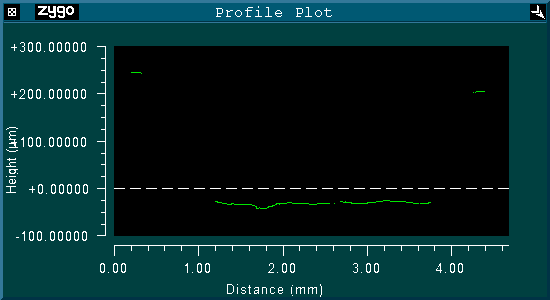 zygo
Profile Plot
+300.00000
+200.00000
+100.00000
+0.00000
-100.00000
Height (µm)
0.00 1.00 2.00 3.00 4.00
Distance (mm)